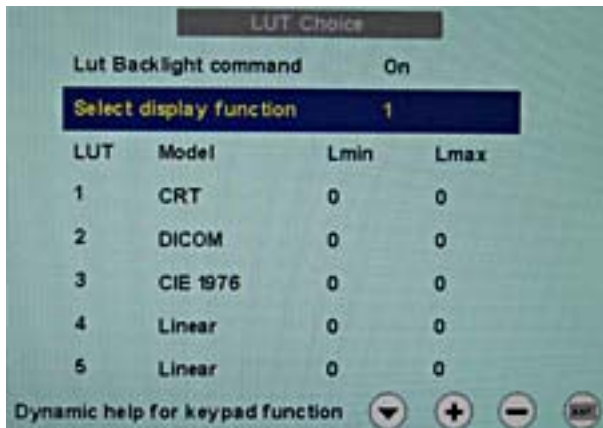 LUT Choice
Lut Backlight command On
Select display function 1
LUT Model Lmin Lmax
1 CRT 0 0
2 DICOM 0 0
3 CIE 1976 0 0
4 Linear 0 0
5 Linear 0 0
Dynamic help for keypad function